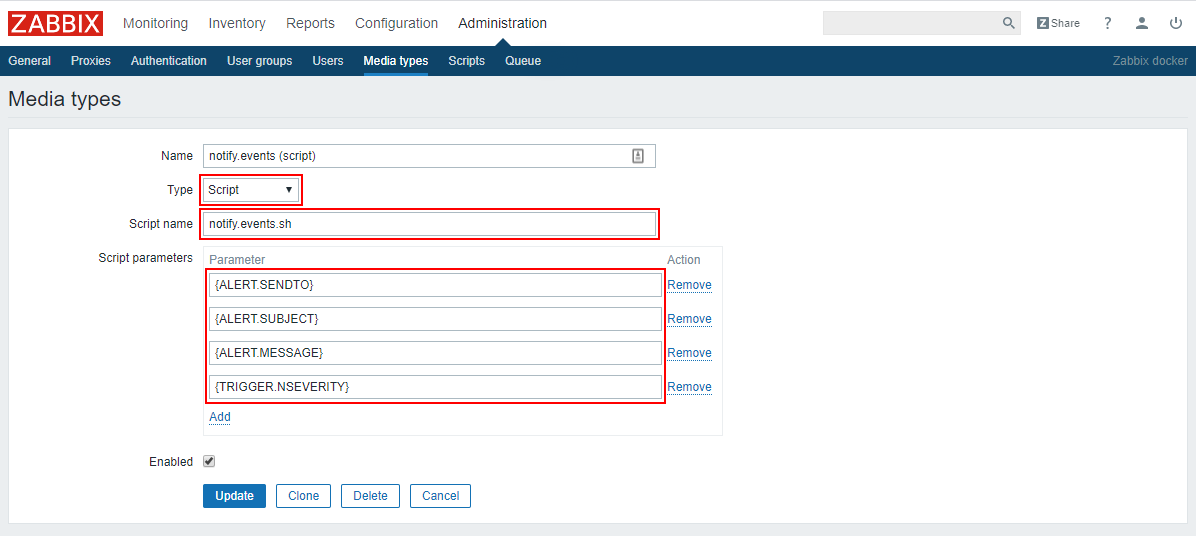 ZABBIX Monitoring Inventory Reports Configuration Administration Z Share ?
General Proxies Authentication User groups Users Media types Scripts Queue Zabbix docker
Media types
Name notify.events (script)
Type Script
Script name notify.events.sh
Script parameters Parameter Action
{ALERT.SENDTO} Remove
{ALERT.SUBJECT} Remove
{ALERT.MESSAGE} Remove
{TRIGGER.NSEVERITY} Remove
Add
Enabled
Update Clone Delete Cancel